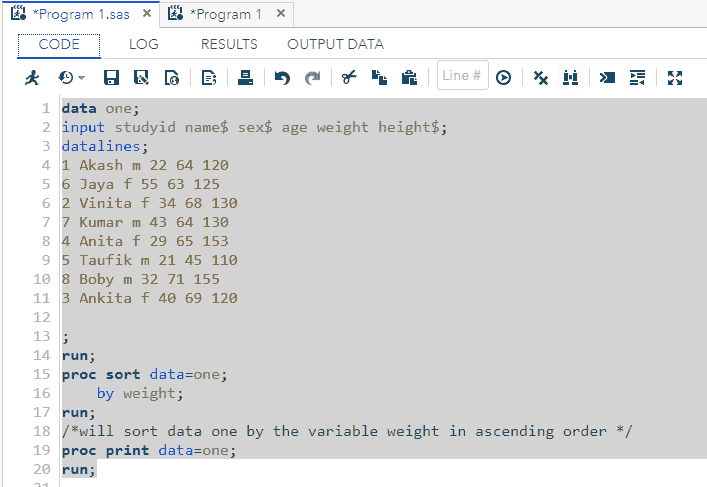 *Program 1.sas × *Program 1 ×
CODE LOG RESULTS OUTPUT DATA
Line #
1 data one;
2 input studyid name$ sex$ age weight height$;
3 datalines;
4 1 Akash m 22 64 120
5 6 Jaya f 55 63 125
6 2 Vinita f 34 68 130
7 7 Kumar m 43 64 130
8 4 Anita f 29 65 153
9 5 Taufik m 21 45 110
10 8 Boby m 32 71 155
11 3 Ankita f 40 69 120
12
13 ;
14 run;
15 proc sort data=one;
16 by weight;
17 run;
18 /*will sort data one by the variable weight in ascending order */
19 proc print data=one;
20 run;
21